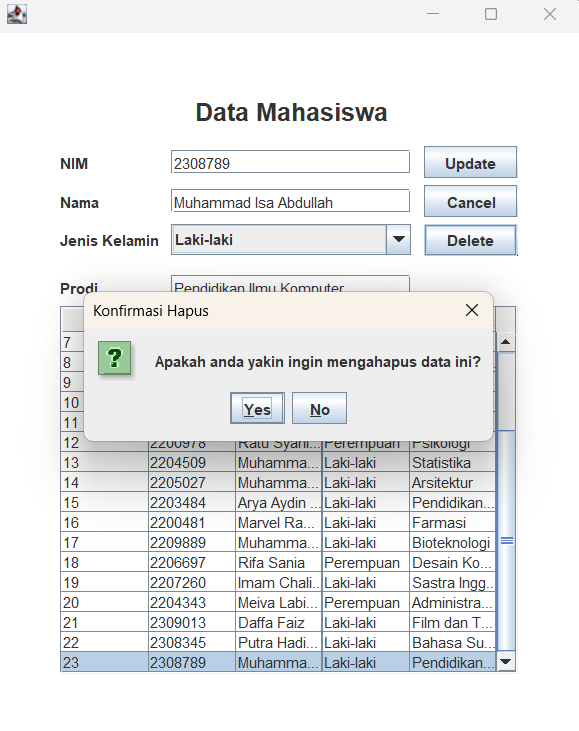 Data Mahasiswa
NIM 2308789 Update
Nama Muhammad Isa Abdullah Cancel
Jenis Kelamin Laki-laki Delete
Prodi Pendidikan Ilmu Komputer
Konfirmasi Hapus
Apakah anda yakin ingin mengahapus data ini?
Yes No
7
8
9
10
11
12 2200978 Ratu Syahi... Perempuan Psikologi
13 2204509 Muhamma... Laki-laki Statistika
14 2205027 Muhamma... Laki-laki Arsitektur
15 2203484 Arya Aydin ... Laki-laki Pendidikan...
16 2200481 Marvel Ra... Laki-laki Farmasi
17 2209889 Muhamma... Laki-laki Bioteknologi
18 2206697 Rifa Sania Perempuan Desain Ko...
19 2207260 Imam Chali... Laki-laki Sastra Ingg...
20 2204343 Meiva Labi... Perempuan Administra...
21 2309013 Daffa Faiz Laki-laki Film dan T...
22 2308345 Putra Hadi... Laki-laki Bahasa Su...
23 2308789 Muhamma... Laki-laki Pendidikan...